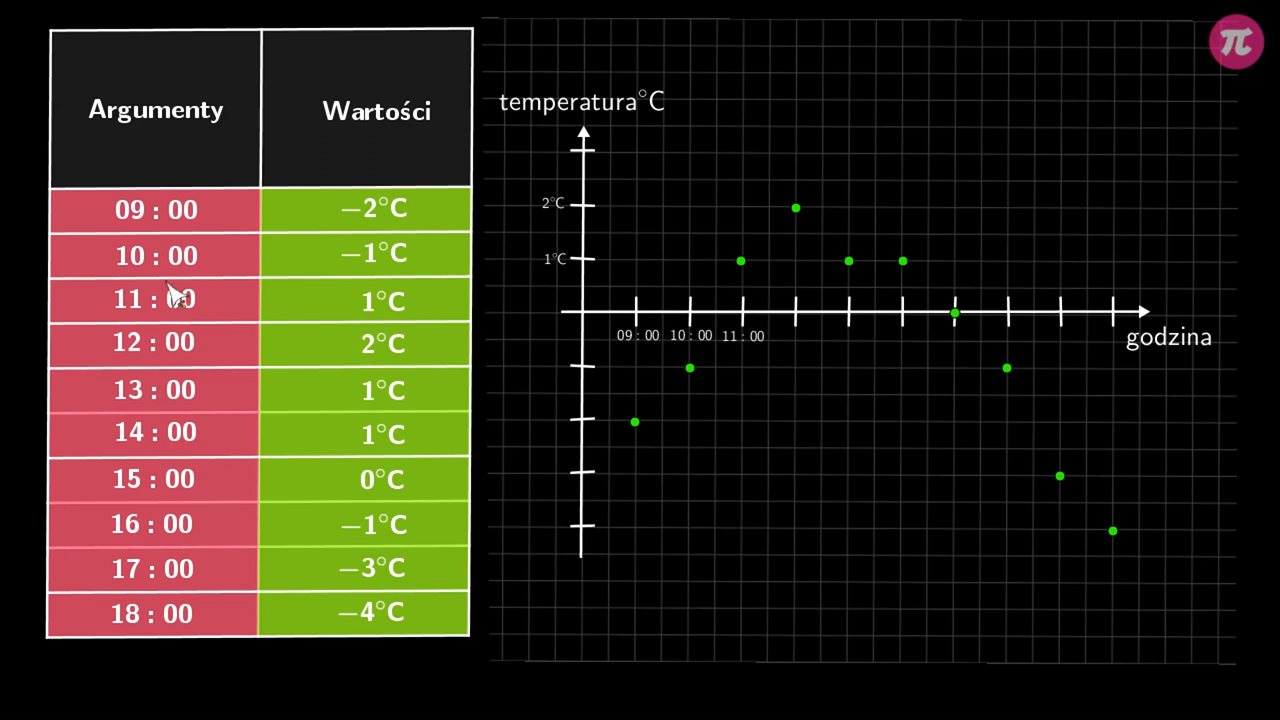 Argumenty Wartości
09 : 00 −2°C
10 : 00 −1°C
11 : 00 1°C
12 : 00 2°C
13 : 00 1°C
14 : 00 1°C
15 : 00 0°C
16 : 00 −1°C
17 : 00 −3°C
18 : 00 −4°C
temperatura°C
2°C
1°C
09 : 00 10 : 00 11 : 00
godzina
π